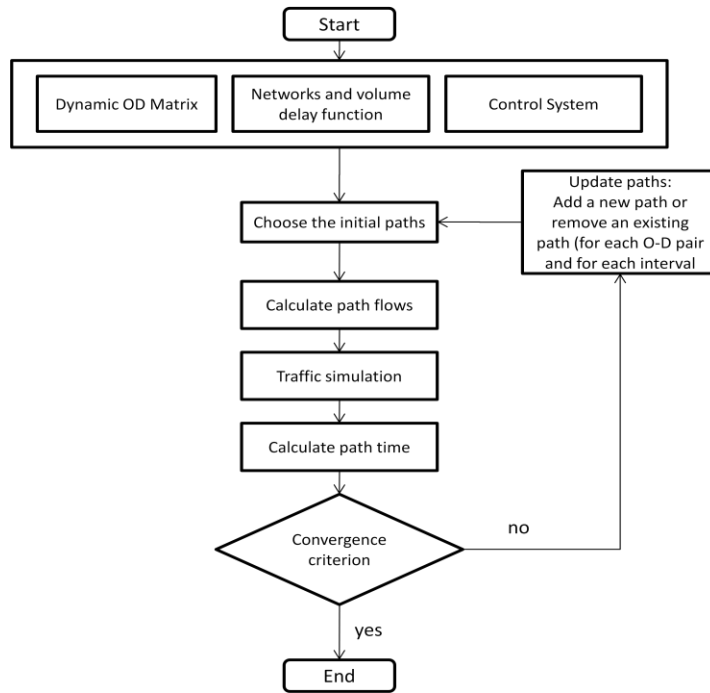 Start
Dynamic OD Matrix
Networks and volume
delay function
Control System
Update paths:
Add a new path or
remove an existing
path (for each O-D pair
and for each interval
Choose the initial paths
Calculate path flows
Traffic simulation
Calculate path time
Convergence
criterion
no
yes
End